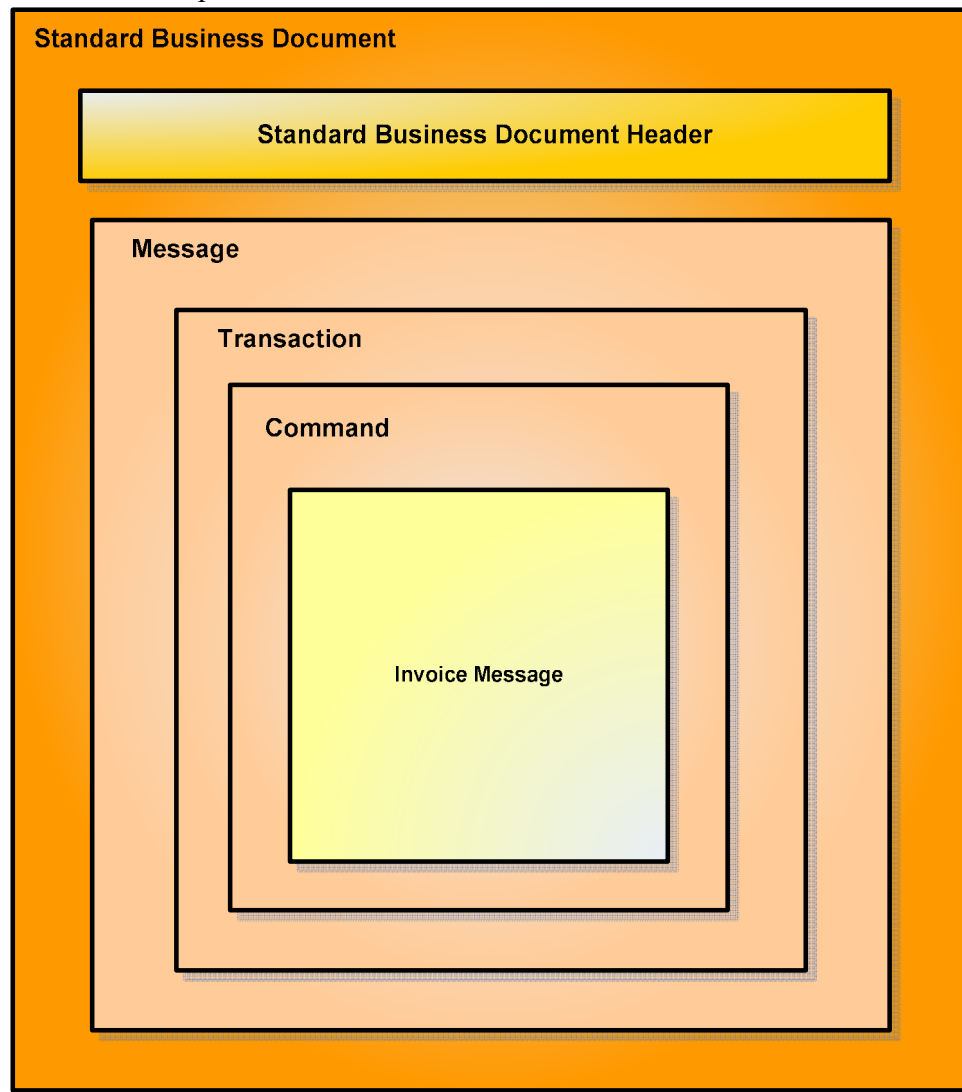 Standard Business Document
Standard Business Document Header
Message
Transaction
Command
Invoice Message